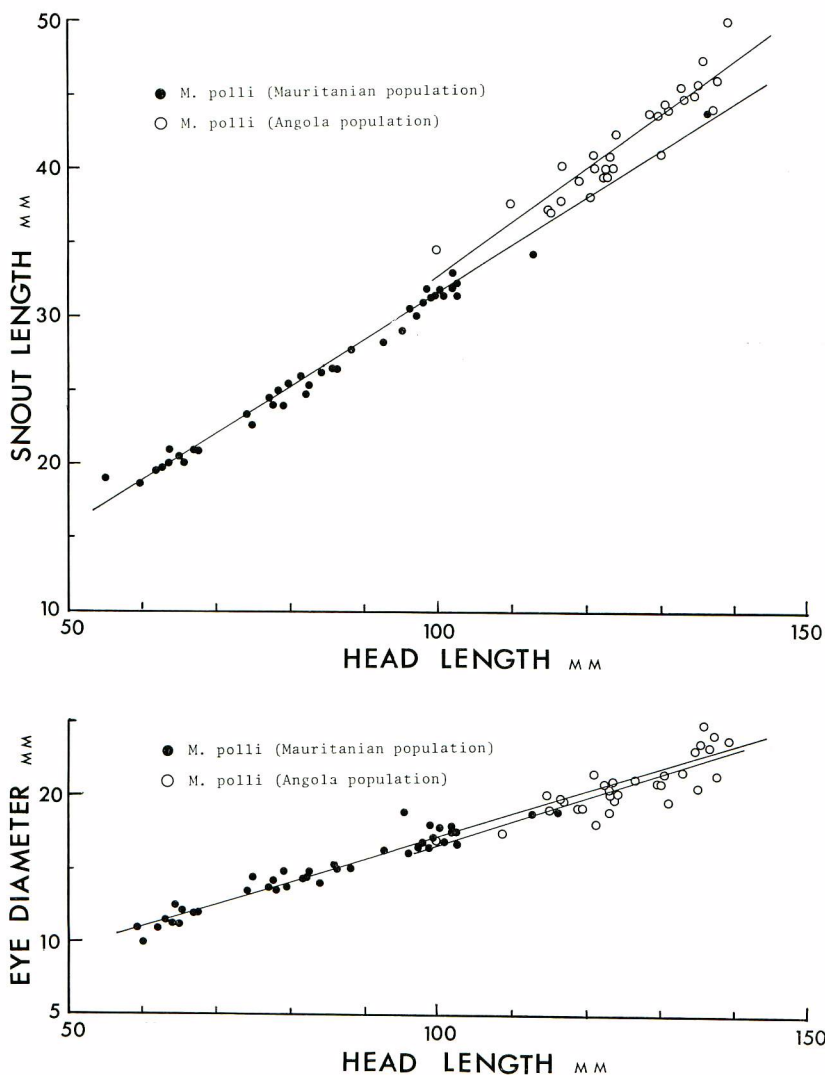 50
● M. polli (Mauritanian population)
○ M. polli (Angola population)
40
SNOUT LENGTH MM
30
20
10
50 100 150
HEAD LENGTH MM
● M. polli (Mauritanian population)
○ M. polli (Angola population)
EYE DIAMETER MM
20
10
5
50 100 150
HEAD LENGTH MM